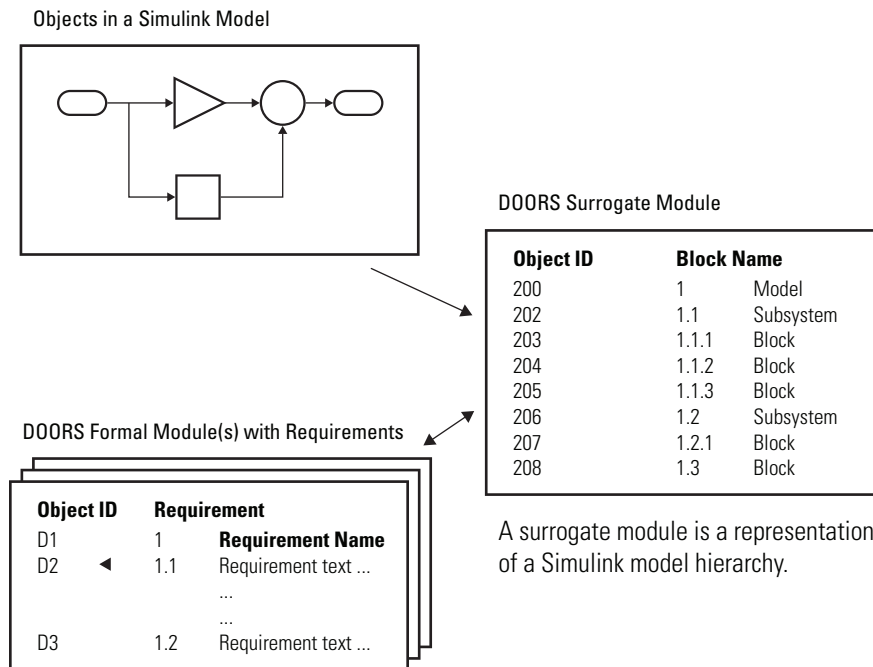 Objects in a Simulink Model
DOORS Surrogate Module
Object ID Block Name
200 1 Model
202 1.1 Subsystem
203 1.1.1 Block
204 1.1.2 Block
205 1.1.3 Block
206 1.2 Subsystem
207 1.2.1 Block
208 1.3 Block
A surrogate module is a representation
of a Simulink model hierarchy.
DOORS Formal Module(s) with Requirements
Object ID Requirement
D1 1 Requirement Name
D2 ◄ 1.1 Requirement text ...
...
...
D3 1.2 Requirement text ...